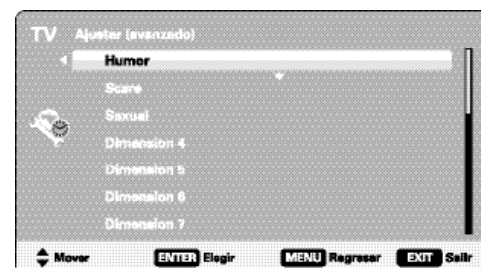 TV Ajustar (avanzado)
Humor
Scare
Sexual
Dimension 4
Dimension 5
Dimension 6
Dimension 7
Mover ENTER Elegir MENU Regresar EXIT Salir